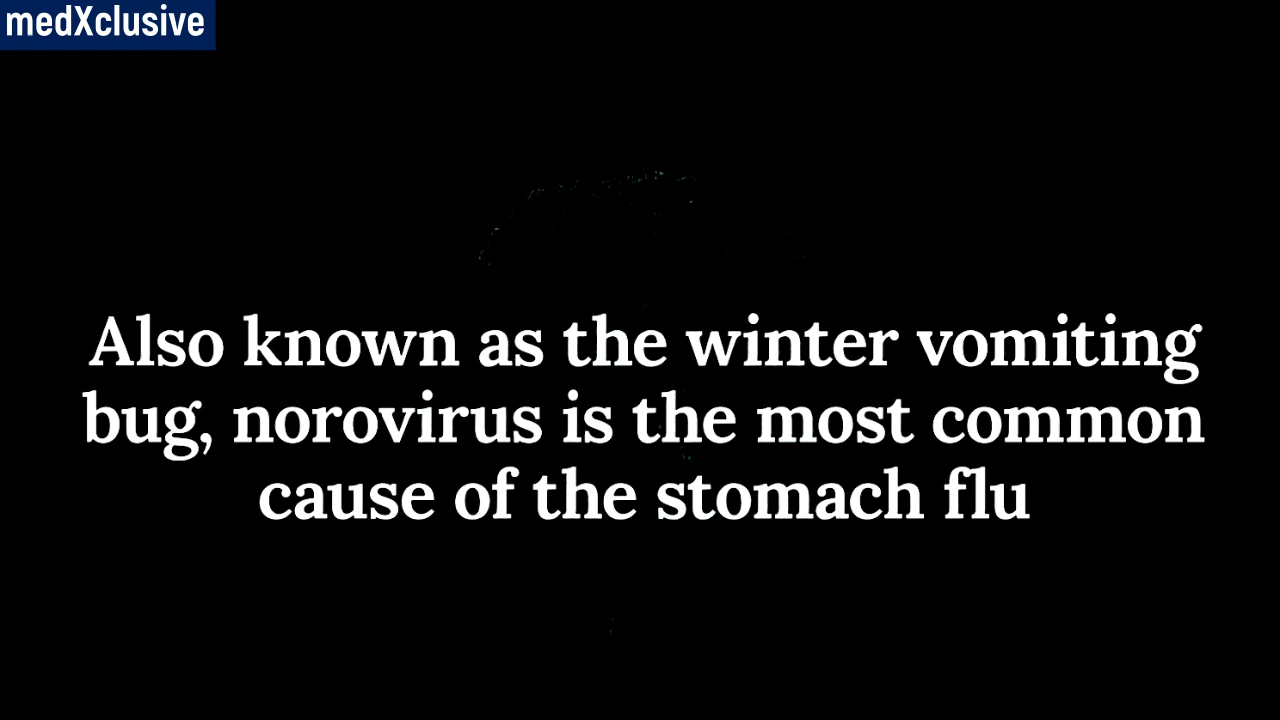 medXclusive
Also known as the winter vomiting
bug, norovirus is the most common
cause of the stomach flu